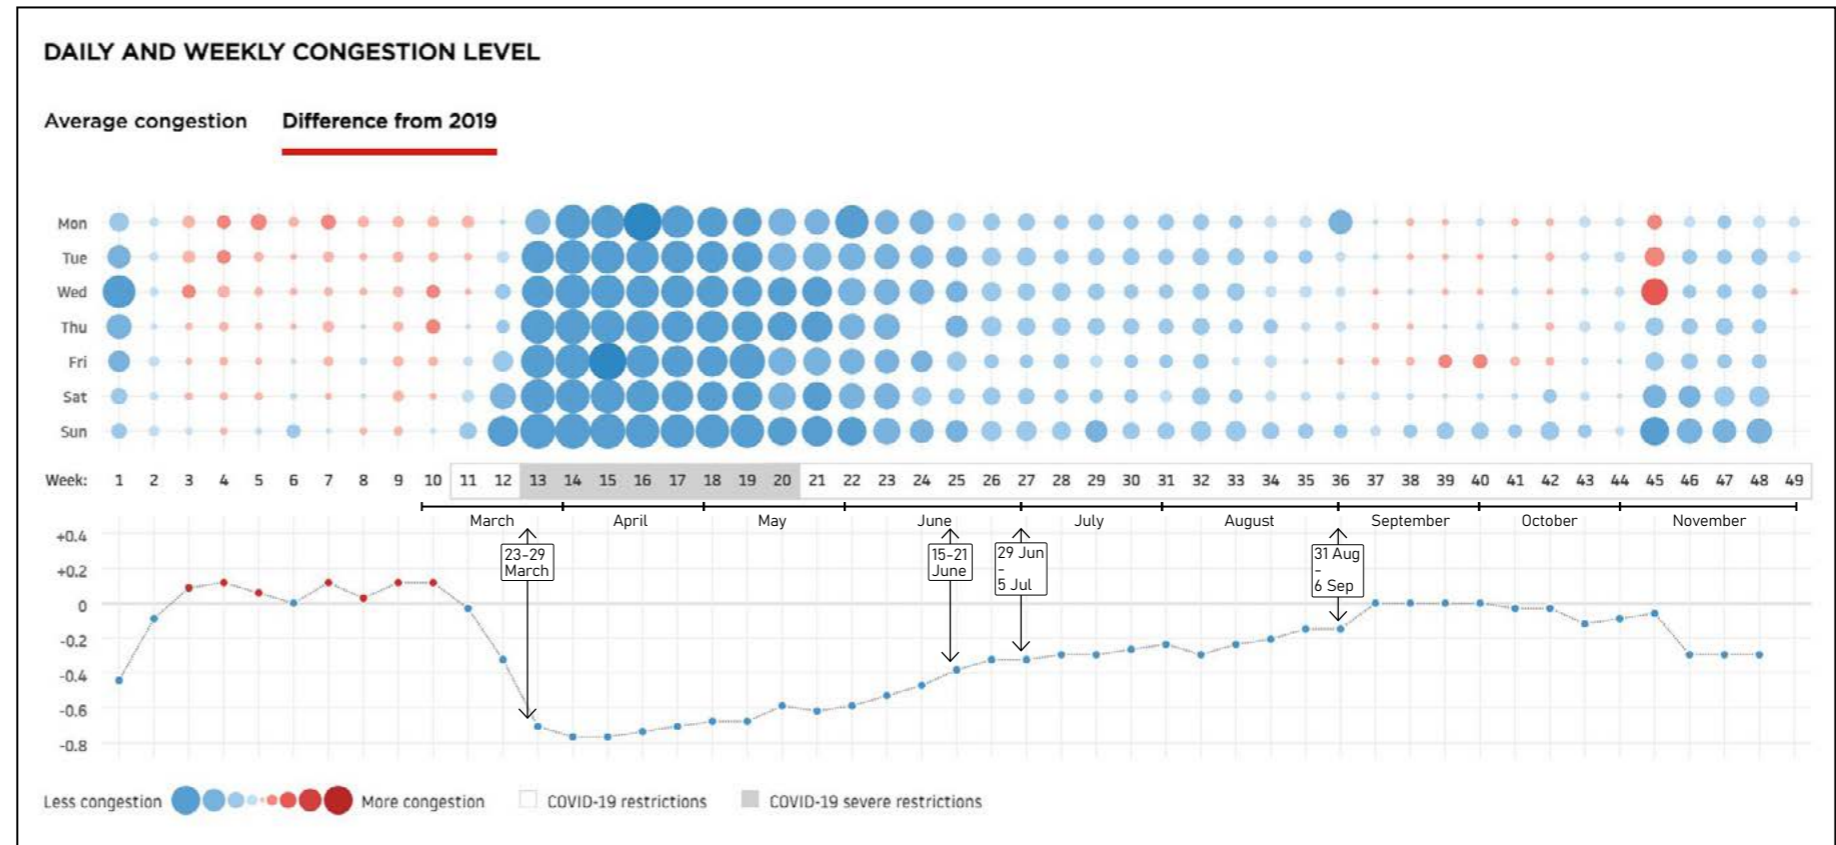 DAILY AND WEEKLY CONGESTION LEVEL
Average congestion Difference from 2019
Mon
Tue
Wed
Thu
Fri
Sat
Sun
Week: 1 2 3 4 5 6 7 8 9 10 11 12 13 14 15 16 17 18 19 20 21 22 23 24 25 26 27 28 29 30 31 32 33 34 35 36 37 38 39 40 41 42 43 44 45 46 47 48 49
March April May June July August September October November
+0.4
+0.2
0
-0.2
-0.4
-0.6
-0.8
23-29
March
15-21
June
29 Jun
-
5 Jul
31 Aug
-
6 Sep
Less congestion More congestion COVID-19 restrictions COVID-19 severe restrictions